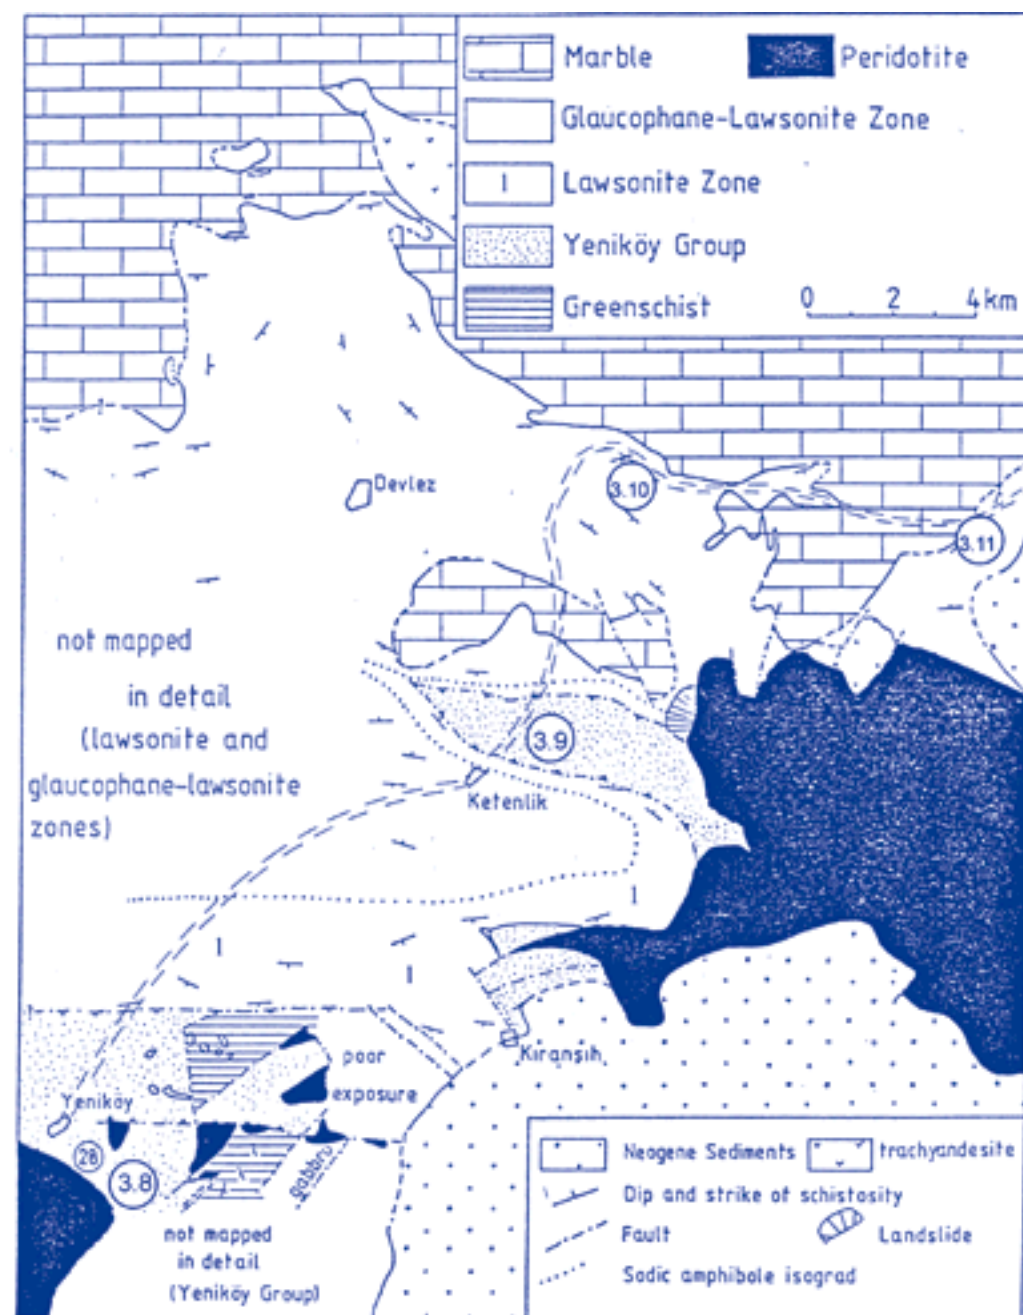 Marble
Peridotite
Glaucophane-Lawsonite Zone
l
Lawsonite Zone
Yeniköy Group
Greenschist
0 2 4 km
Devlez
3.10
3.11
not mapped
in detail
(lawsonite and
glaucophane-lawsonite
zones)
3.9
Ketenlik
l
l
l
Kıranşıh
poor
exposure
Yeniköy
28
3.8
gabbro
not mapped
in detail
(Yeniköy Group)
Neogene Sediments
trachyandesite
Dip and strike of schistosity
Fault
Landslide
Sodic amphibole isograd